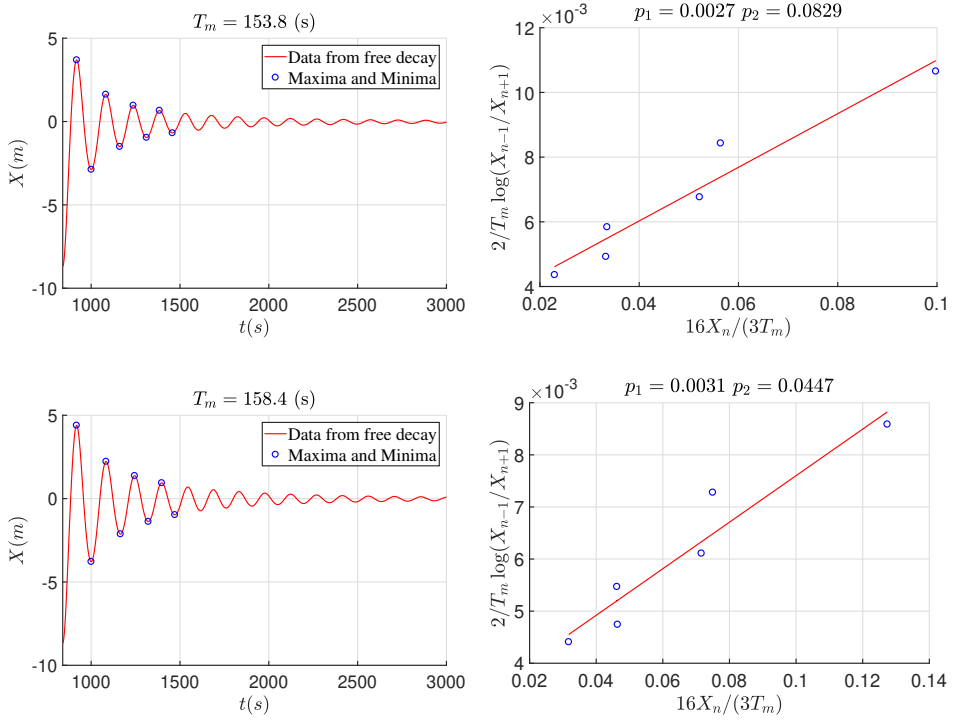 T_m = 153.8 (s)
Data from free decay
Maxima and Minima
5
0
-5
-10
X(m)
1000
1500
2000
2500
3000
t(s)
p_1 = 0.0027 p_2 = 0.0829
×10^-3
12
10
8
6
4
2/T_m log(X_{n-1}/X_{n+1})
0.02
0.04
0.06
0.08
0.1
16X_n/(3T_m)
T_m = 158.4 (s)
Data from free decay
Maxima and Minima
5
0
-5
-10
X(m)
1000
1500
2000
2500
3000
t(s)
p_1 = 0.0031 p_2 = 0.0447
×10^-3
9
8
7
6
5
4
2/T_m log(X_{n-1}/X_{n+1})
0.02
0.04
0.06
0.08
0.1
0.12
0.14
16X_n/(3T_m)